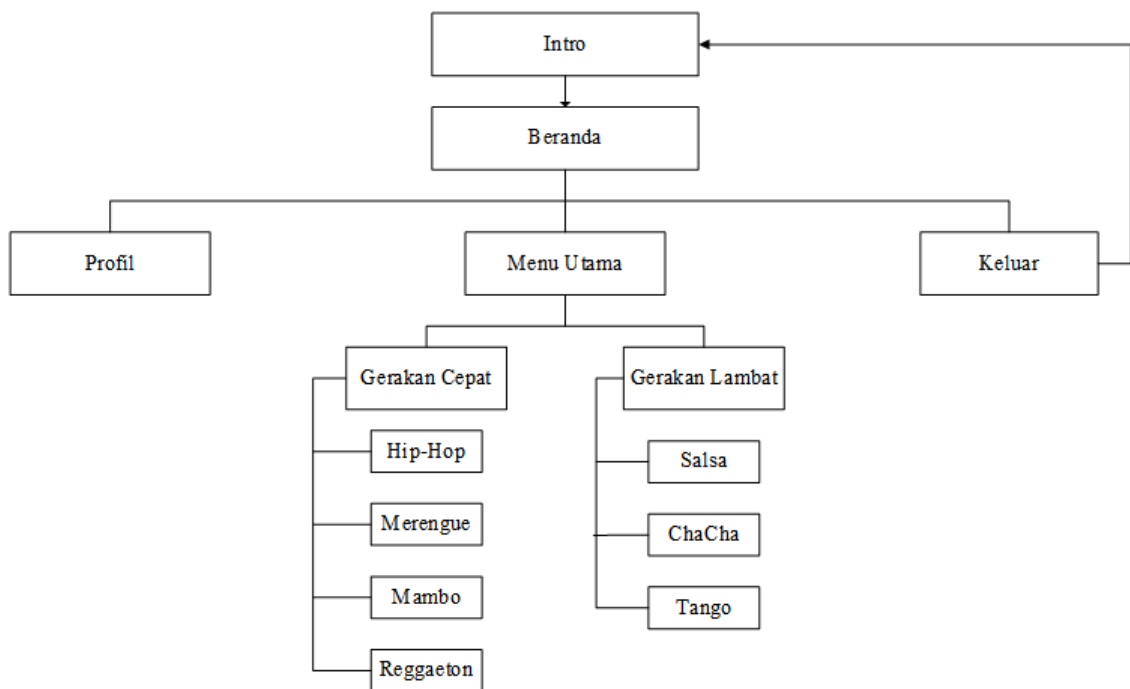 Intro
Beranda
Profil
Menu Utama
Keluar
Gerakan Cepat
Gerakan Lambat
Hip-Hop
Salsa
Merengue
ChaCha
Mambo
Tango
Reggaeton